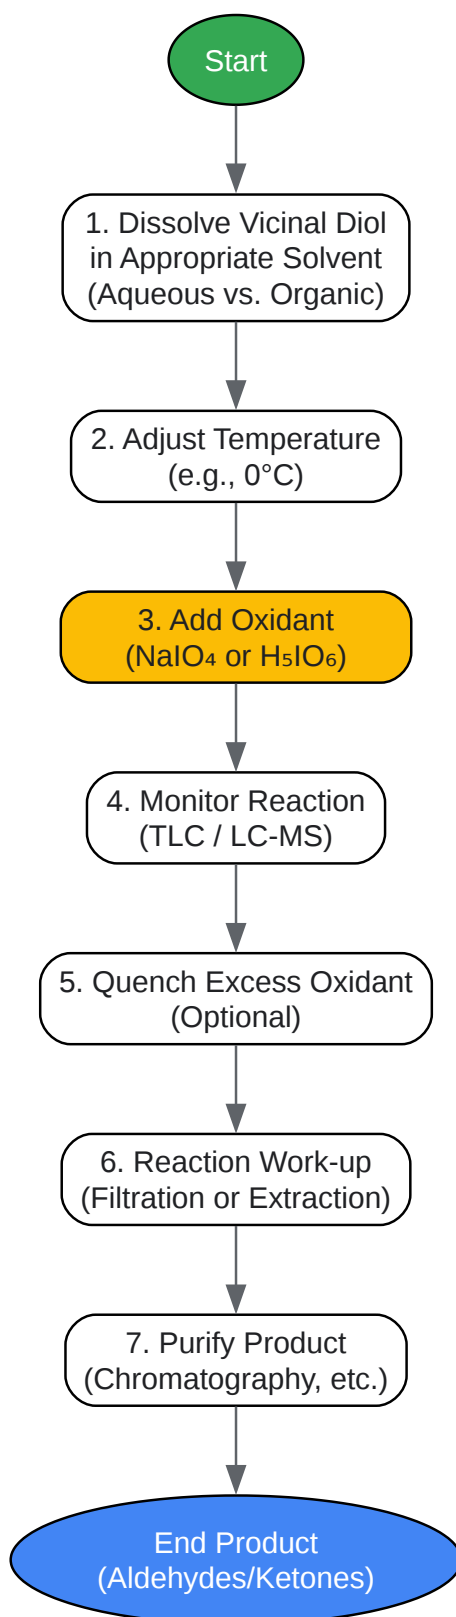 Start
1. Dissolve Vicinal Diol
in Appropriate Solvent
(Aqueous vs. Organic)
2. Adjust Temperature
(e.g., 0°C)
3. Add Oxidant
(NaIO₄ or H₅IO₆)
4. Monitor Reaction
(TLC / LC-MS)
5. Quench Excess Oxidant
(Optional)
6. Reaction Work-up
(Filtration or Extraction)
7. Purify Product
(Chromatography, etc.)
End Product
(Aldehydes/Ketones)